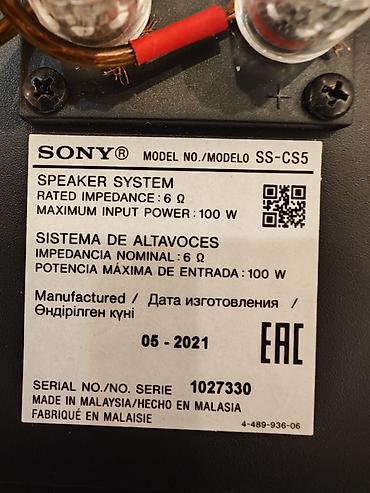 +
SONY® MODEL NO./MODELO SS-CS5
SPEAKER SYSTEM
RATED IMPEDANCE : 6 Ω
MAXIMUM INPUT POWER : 100 W
SISTEMA DE ALTAVOCES
IMPEDANCIA NOMINAL : 6 Ω
POTENCIA MÁXIMA DE ENTRADA : 100 W
Manufactured / Дата изготовления /
Өндірілген күні
05 - 2021
EAC
SERIAL NO./NO. SERIE 1027330
MADE IN MALAYSIA/HECHO EN MALASIA
FABRIQUÉ EN MALAISIE
4-489-936-06